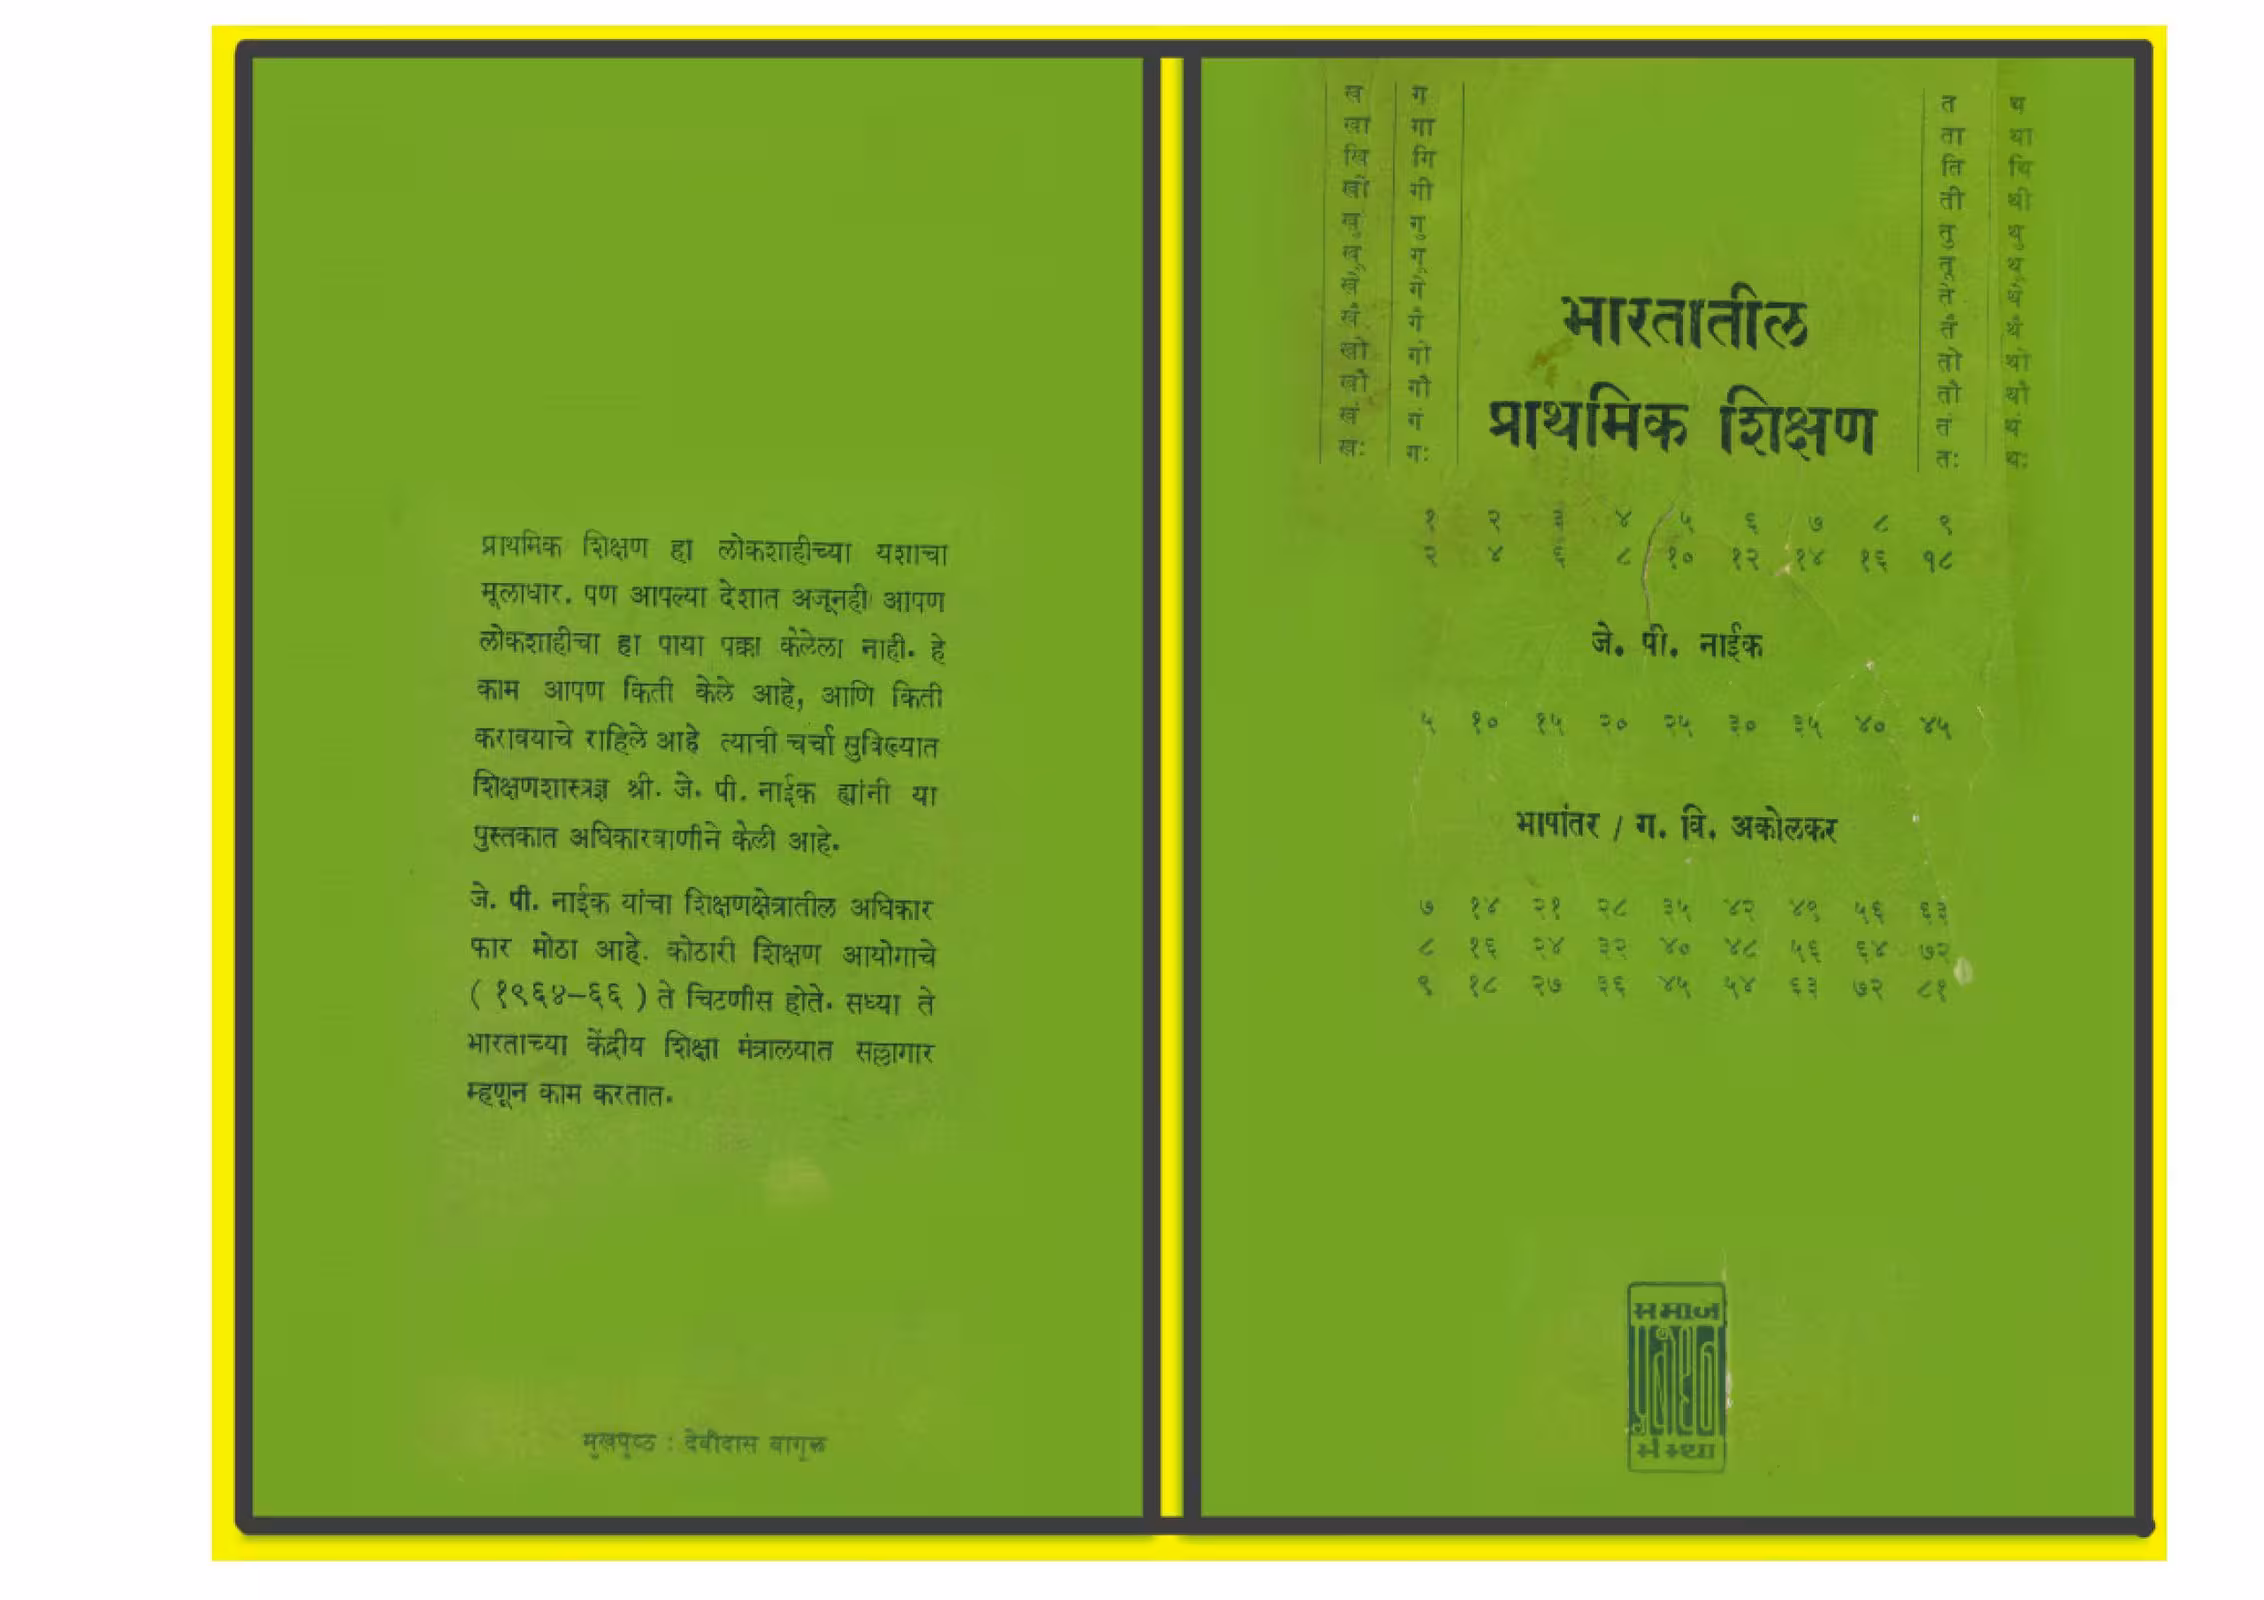 प्राथमिक शिक्षण हा लोकशाहीच्या यशाचा
मूलाधार. पण आपल्या देशात अजूनही आपण
लोकशाहीचा हा पाया पक्का केलेला नाही. हे
काम आपण किती केले आहे, आणि किती
करावयाचे राहिले आहे त्याची चर्चा सुविख्यात
शिक्षणशास्त्रज्ञ श्री. जे. पी. नाईक ह्यांनी या
पुस्तकात अधिकारवाणीने केली आहे.
जे. पी. नाईक यांचा शिक्षणक्षेत्रातील अधिकार
फार मोठा आहे. कोठारी शिक्षण आयोगाचे
( १९६४–६६ ) ते चिटणीस होते. सध्या ते
भारताच्या केंद्रीय शिक्षा मंत्रालयात सल्लागार
म्हणून काम करतात.
मुखपुष्ठ : देवीदास बागूल
ख ग त थ
खा गा ता था
खि गि ति थि
खी गी ती थी
खु गु तु थु
खू गू तू थू
खे गे ते थे
खै गै तै थै
खो गो तो थो
खौ गौ तौ थौ
खं गं तं थं
खः गः तः थः
भारतातील
प्राथमिक शिक्षण
१ २ ३ ४ ५ ६ ७ ८ ९
२ ४ ६ ८ १० १२ १४ १६ १८
जे. पी. नाईक
५ १० १५ २० २५ ३० ३५ ४० ४५
भाषांतर / ग. वि. अकोलकर
७ १४ २१ २८ ३५ ४२ ४९ ५६ ६३
८ १६ २४ ३२ ४० ४८ ५६ ६४ ७२
९ १८ २७ ३६ ४५ ५४ ६३ ७२ ८१
समाज
प्रबोधन
संस्था